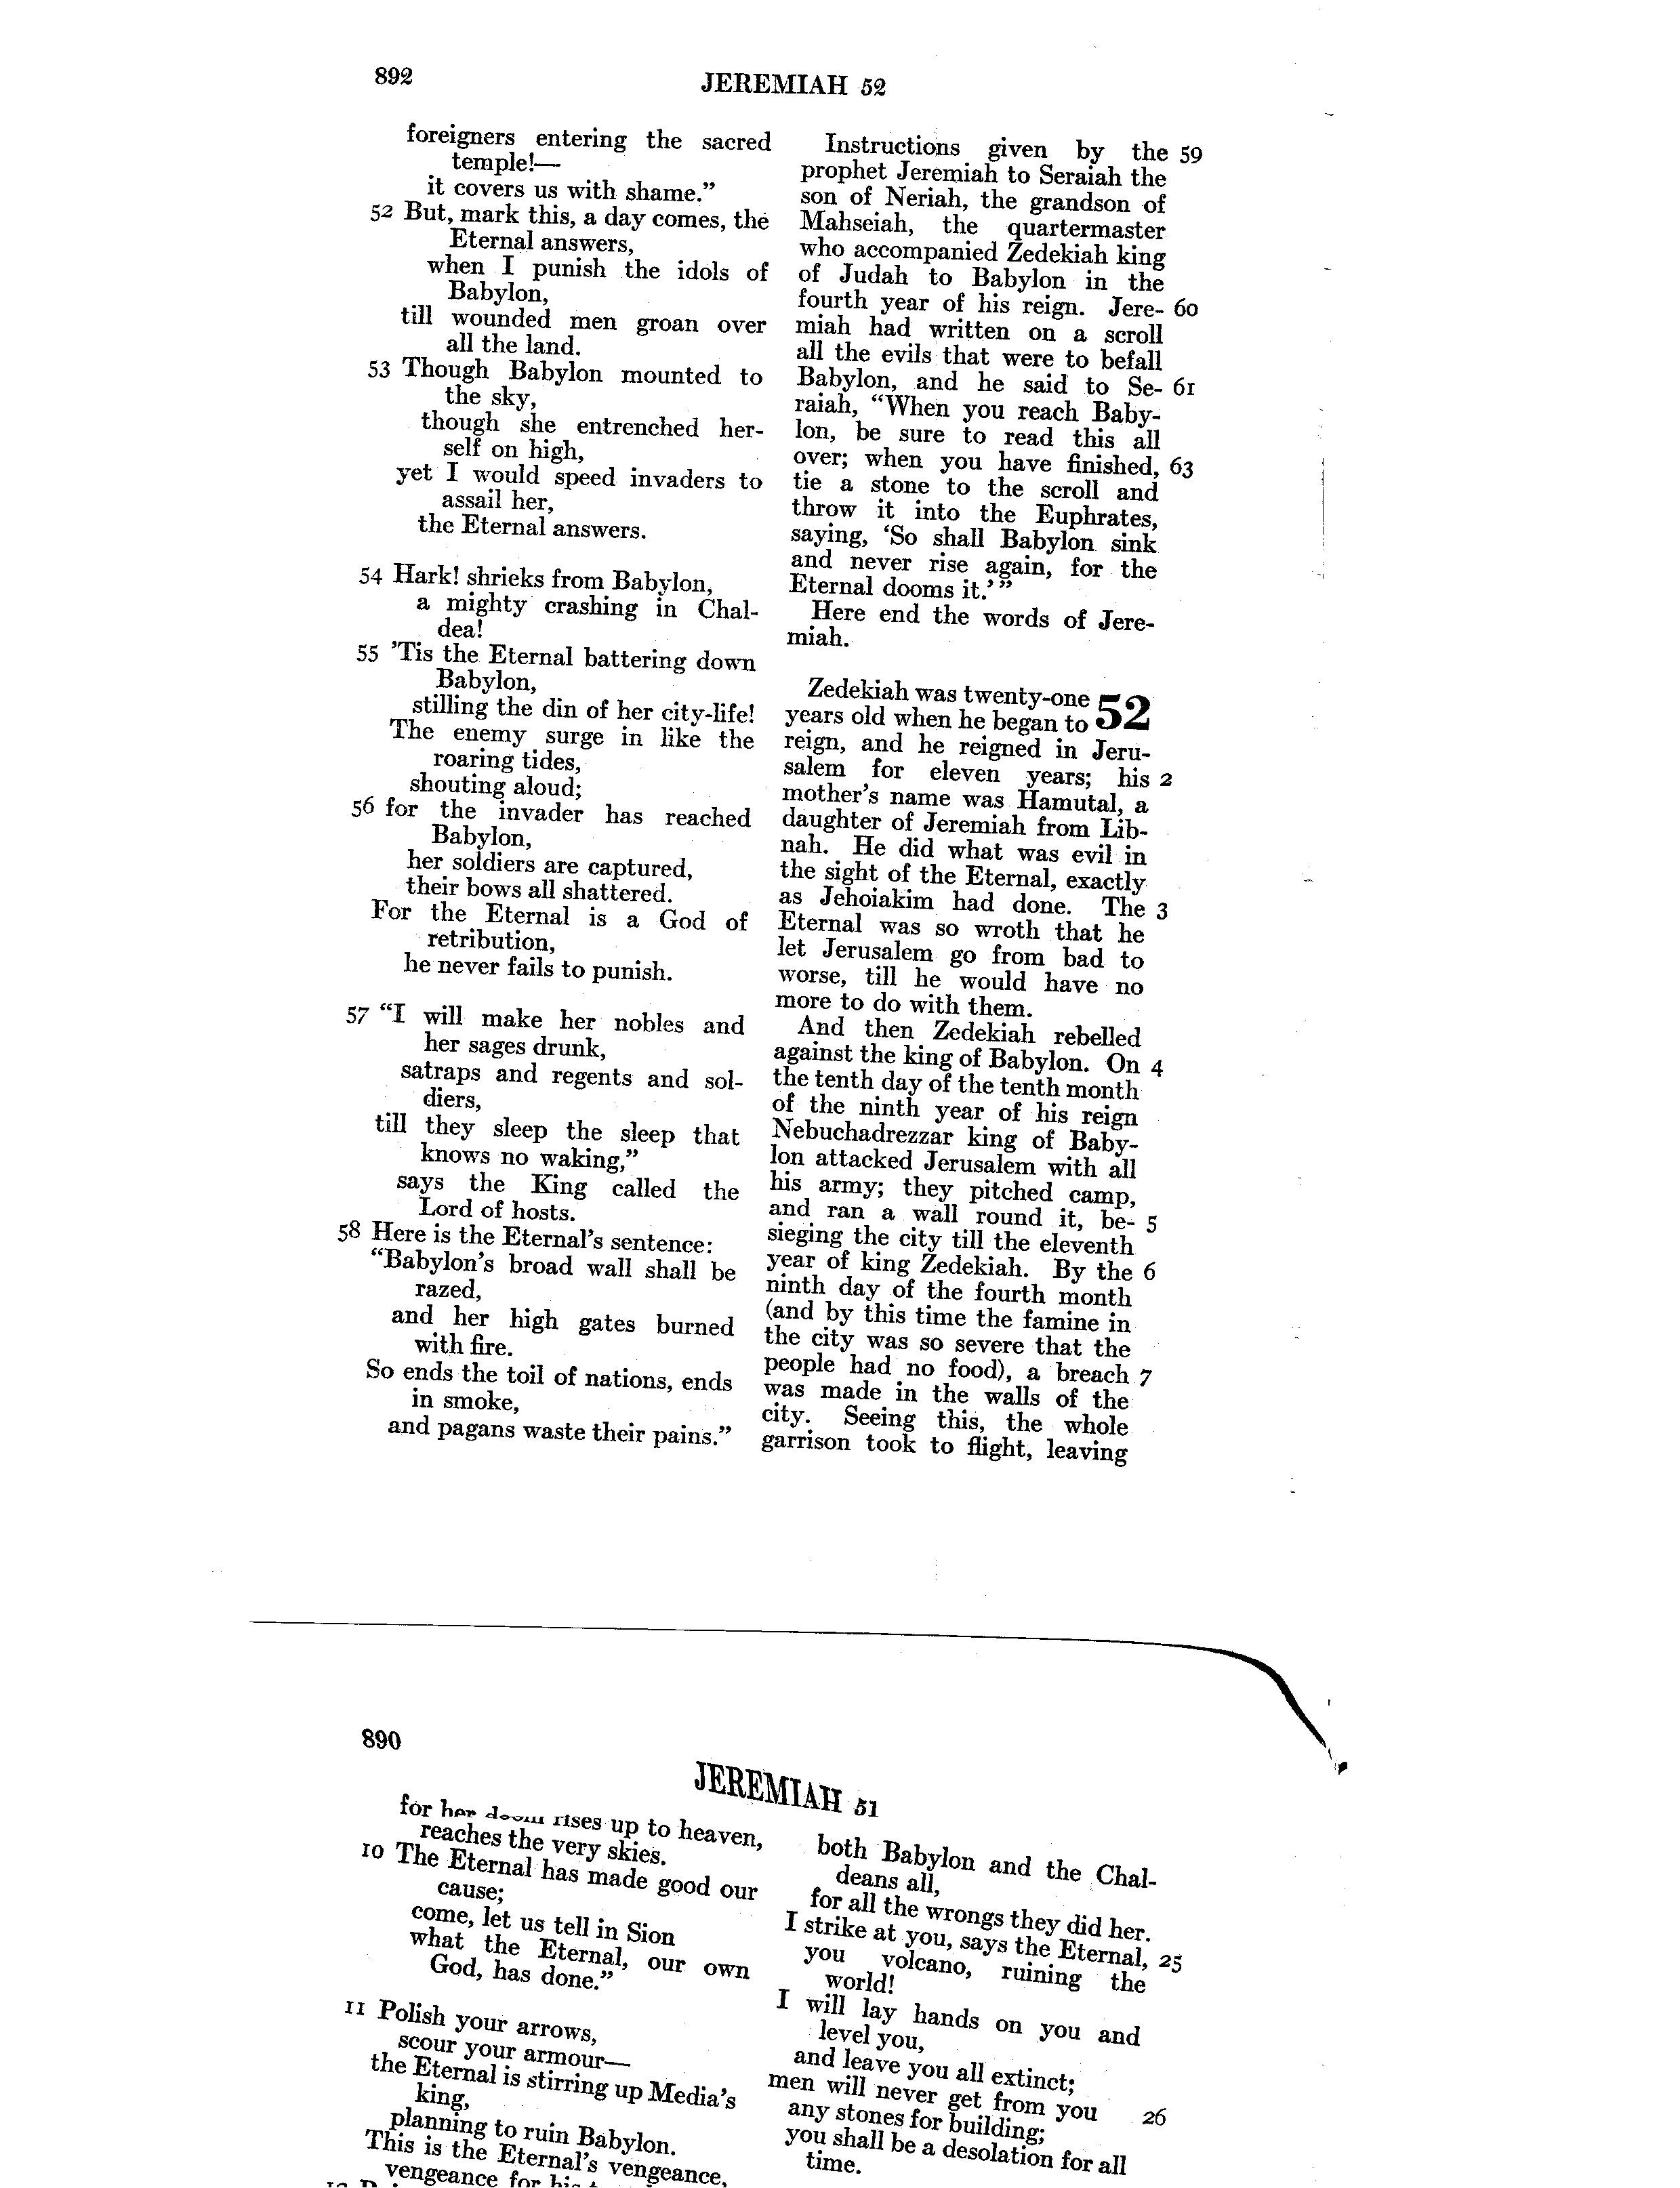 892
JEREMIAH 52
foreigners entering the sacred
temple!—
it covers us with shame.”
52 But, mark this, a day comes, the
Eternal answers,
when I punish the idols of
Babylon,
till wounded men groan over
all the land.
53 Though Babylon mounted to
the sky,
though she entrenched her-
self on high,
yet I would speed invaders to
assail her,
the Eternal answers.
54 Hark! shrieks from Babylon,
a mighty crashing in Chal-
dea!
55 ’Tis the Eternal battering down
Babylon,
stilling the din of her city-life!
The enemy surge in like the
roaring tides,
shouting aloud;
56 for the invader has reached
Babylon,
her soldiers are captured,
their bows all shattered.
For the Eternal is a God of
retribution,
he never fails to punish.
57 “I will make her nobles and
her sages drunk,
satraps and regents and sol-
diers,
till they sleep the sleep that
knows no waking,”
says the King called the
Lord of hosts.
58 Here is the Eternal’s sentence:
“Babylon’s broad wall shall be
razed,
and her high gates burned
with fire.
So ends the toil of nations, ends
in smoke,
and pagans waste their pains.”
Instructions given by the 59
prophet Jeremiah to Seraiah the
son of Neriah, the grandson of
Mahseiah, the quartermaster
who accompanied Zedekiah king
of Judah to Babylon in the
fourth year of his reign. Jere- 60
miah had written on a scroll
all the evils that were to befall
Babylon, and he said to Se- 61
raiah, “When you reach Baby-
lon, be sure to read this all
over; when you have finished, 63
tie a stone to the scroll and
throw it into the Euphrates,
saying, ‘So shall Babylon sink
and never rise again, for the
Eternal dooms it.’”
Here end the words of Jere-
miah.
Zedekiah was twenty-one 52
years old when he began to
reign, and he reigned in Jeru-
salem for eleven years; his 2
mother’s name was Hamutal, a
daughter of Jeremiah from Lib-
nah. He did what was evil in
the sight of the Eternal, exactly
as Jehoiakim had done. The 3
Eternal was so wroth that he
let Jerusalem go from bad to
worse, till he would have no
more to do with them.
And then Zedekiah rebelled
against the king of Babylon. On 4
the tenth day of the tenth month
of the ninth year of his reign
Nebuchadrezzar king of Baby-
lon attacked Jerusalem with all
his army; they pitched camp,
and ran a wall round it, be- 5
sieging the city till the eleventh
year of king Zedekiah. By the 6
ninth day of the fourth month
(and by this time the famine in
the city was so severe that the
people had no food), a breach 7
was made in the walls of the
city. Seeing this, the whole
garrison took to flight, leaving
890
JEREMIAH 51
for her rises up to heaven,
reaches the very skies.
10 The Eternal has made good our
cause;
come, let us tell in Sion
what the Eternal, our own
God, has done.”
11 Polish your arrows,
scour your armour—
the Eternal is stirring up Media’s
king,
planning to ruin Babylon.
This is the Eternal’s vengeance,
vengeance for his
both Babylon and the Chal-
deans all,
for all the wrongs they did her.
I strike at you, says the Eternal, 25
you volcano, ruining the
world!
I will lay hands on you and
level you,
and leave you all extinct;
men will never get from you 26
any stones for building;
you shall be a desolation for all
time.